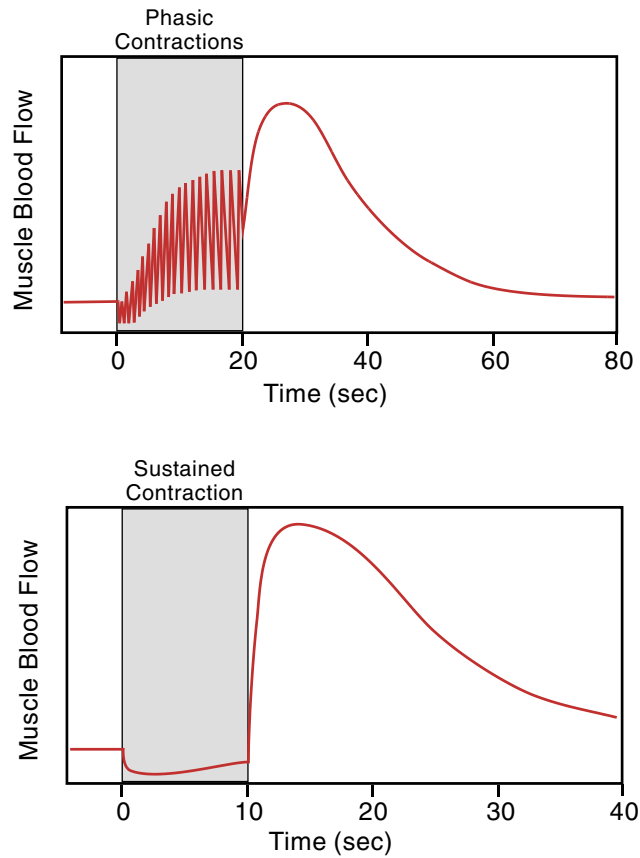 Phasic
Contractions
Muscle Blood Flow
0 20 40 60 80
Time (sec)
Sustained
Contraction
Muscle Blood Flow
0 10 20 30 40
Time (sec)